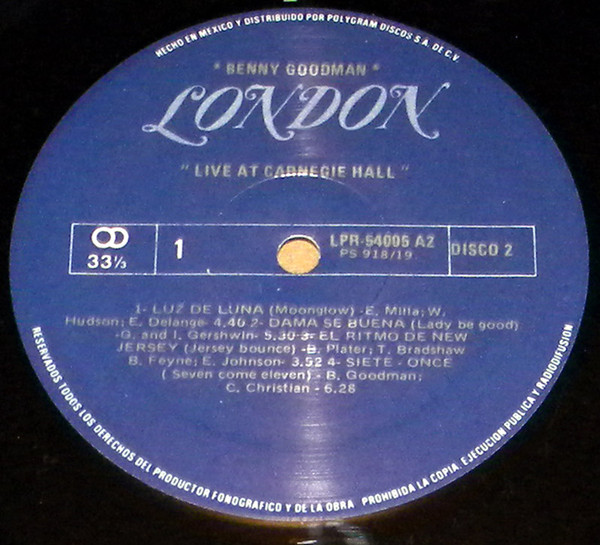 HECHO EN MEXICO Y DISTRIBUIDO POR POLYGRAM DISCOS S.A. DE C.V.
* BENNY GOODMAN *
LONDON
"LIVE AT CARNEGIE HALL"
33⅓
1
LPR-54005 A2
PS 918/19
DISCO 2
1- LUZ DE LUNA (Moonglow) -E. Milla; W.
Hudson; E. Delange- 4.40 2- DAMA SE BUENA (Lady be good)
G. and I. Gershwin- 5.30 3- EL RITMO DE NEW
JERSEY (Jersey bounce) -B. Plater; T. Bradshaw
B. Feyne; E. Johnson- 3.52 4- SIETE - ONCE
( Seven come eleven) - B. Goodman;
C. Christian - 6.28
RESERVADOS TODOS LOS DERECHOS DEL PRODUCTOR FONOGRAFICO Y DE LA OBRA PROHIBIDA LA COPIA, EJECUCION PUBLICA Y RADIODIFUSION